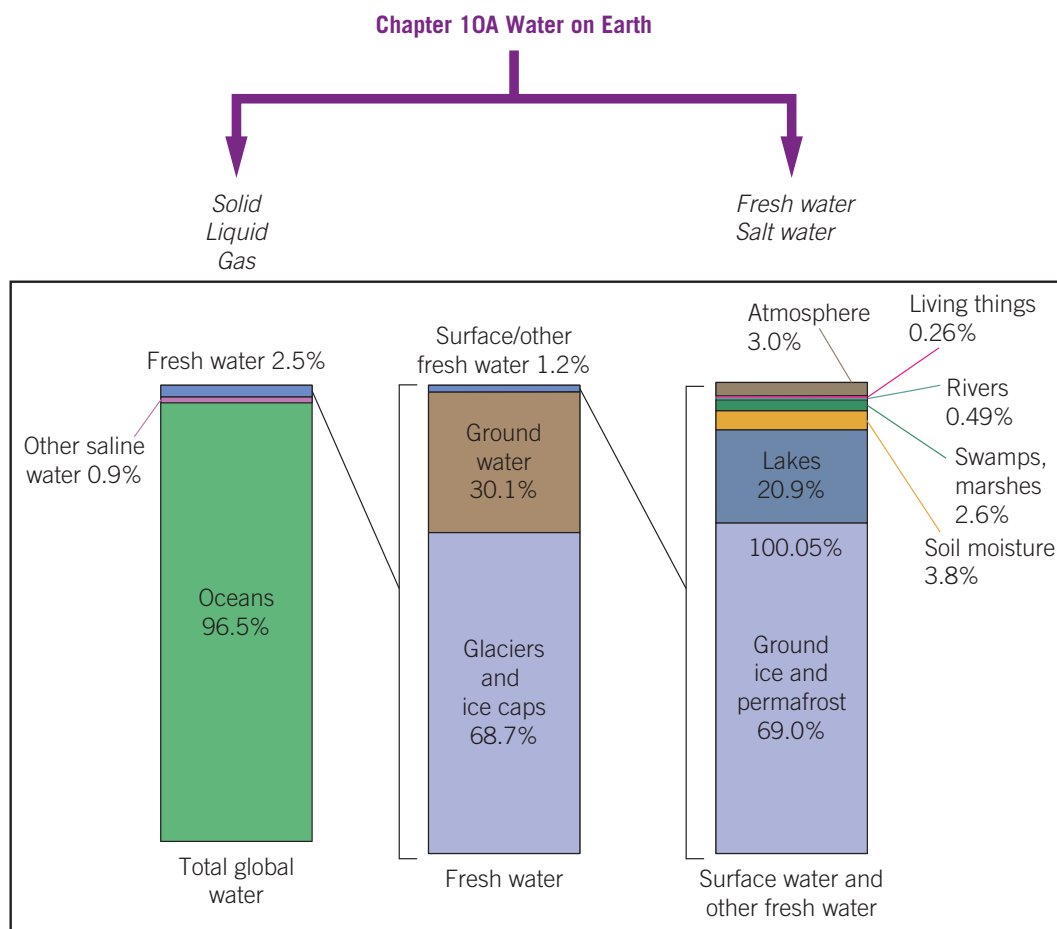 Chapter 10A Water on Earth
Solid
Liquid
Gas
Fresh water
Salt water
Fresh water 2.5%
Other saline
water 0.9%
Oceans
96.5%
Total global
water
Surface/other
fresh water 1.2%
Ground
water
30.1%
Glaciers
and
ice caps
68.7%
Fresh water
Atmosphere
3.0%
Living things
0.26%
Rivers
0.49%
Swamps,
marshes
2.6%
Soil moisture
3.8%
Lakes
20.9%
100.05%
Ground
ice and
permafrost
69.0%
Surface water and
other fresh water